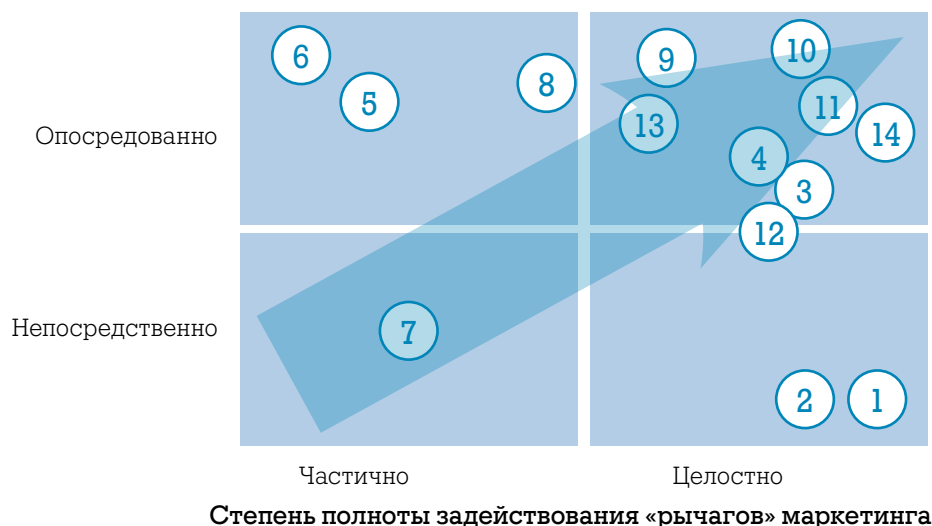 6
5
8
9
10
11
13
14
Опосредованно
4
3
12
Непосредственно
7
2
1
Частично
Целостно
Степень полноты задействования «рычагов» маркетинга